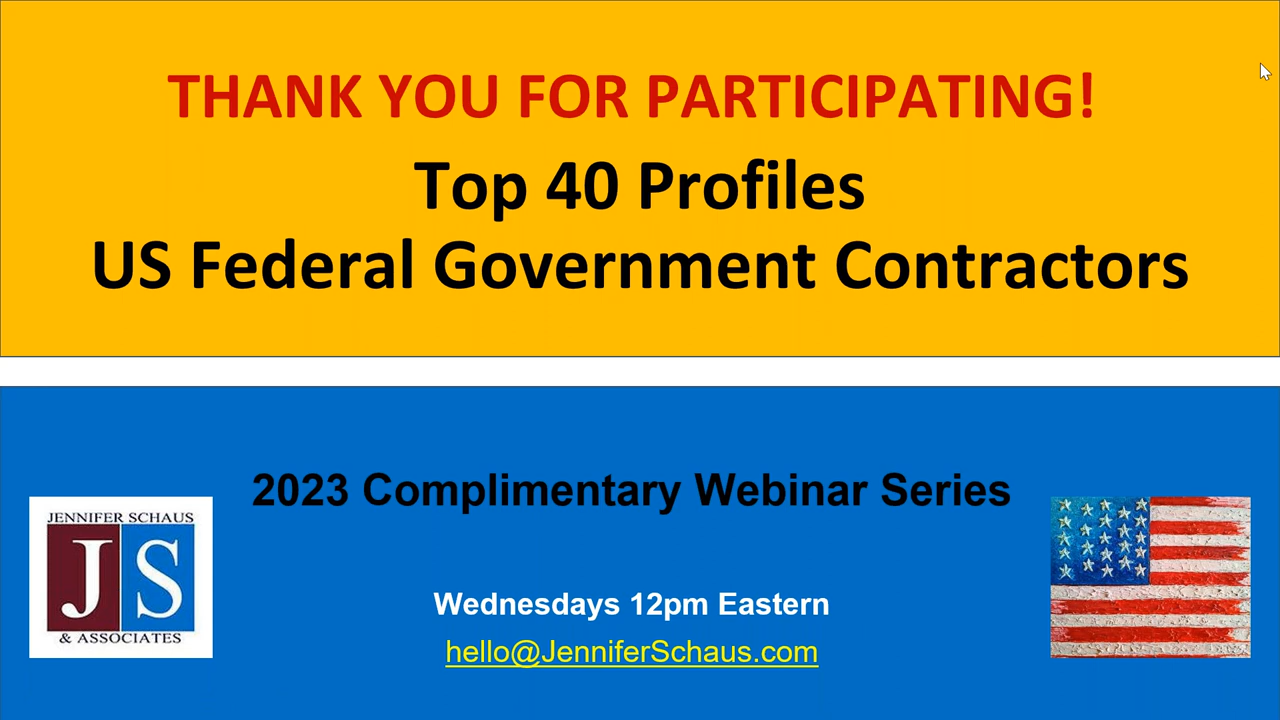 THANK YOU FOR PARTICIPATING!
Top 40 Profiles
US Federal Government Contractors
2023 Complimentary Webinar Series
JENNIFER SCHAUS
JS
& ASSOCIATES
Wednesdays 12pm Eastern
hello@JenniferSchaus.com